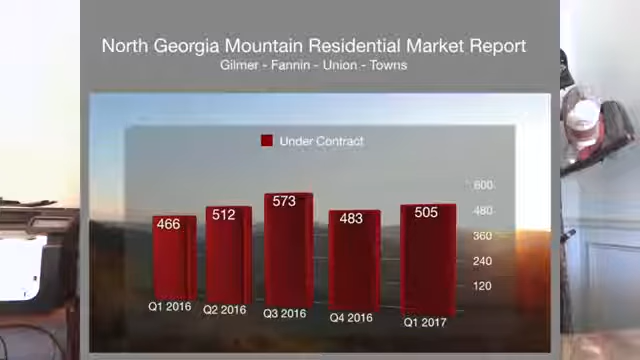 North Georgia Mountain Residential Market Report
Gilmer - Fannin - Union - Towns
Under Contract
600
573
512
505
483
480
466
360
240
120
Q1 2016
Q2 2016
Q3 2016
Q4 2016
Q1 2017